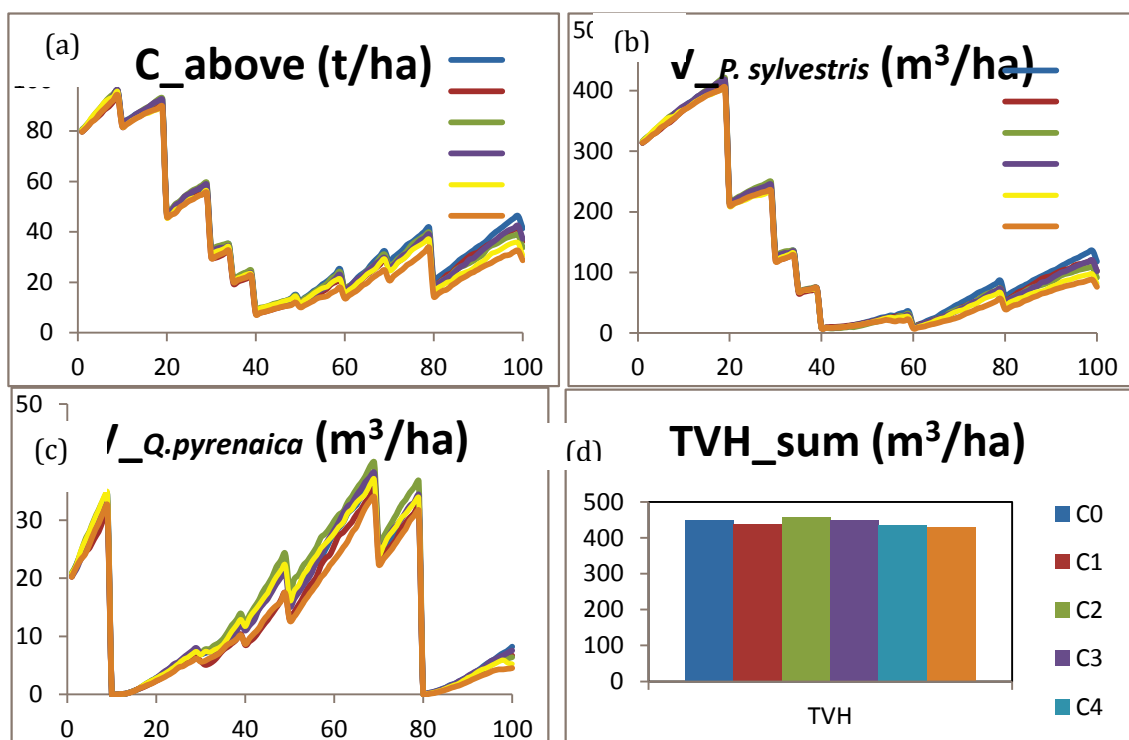 (a)
C_above (t/ha)
80
60
40
20
0
0 20 40 60 80 100
(b)
V_P. sylvestris (m³/ha)
400
300
200
100
0
0 20 40 60 80 100
50
(c)
V_Q.pyrenaica (m³/ha)
30
20
10
0
0 20 40 60 80 100
(d)
TVH_sum (m³/ha)
500
400
300
200
100
0
TVH
C0
C1
C2
C3
C4